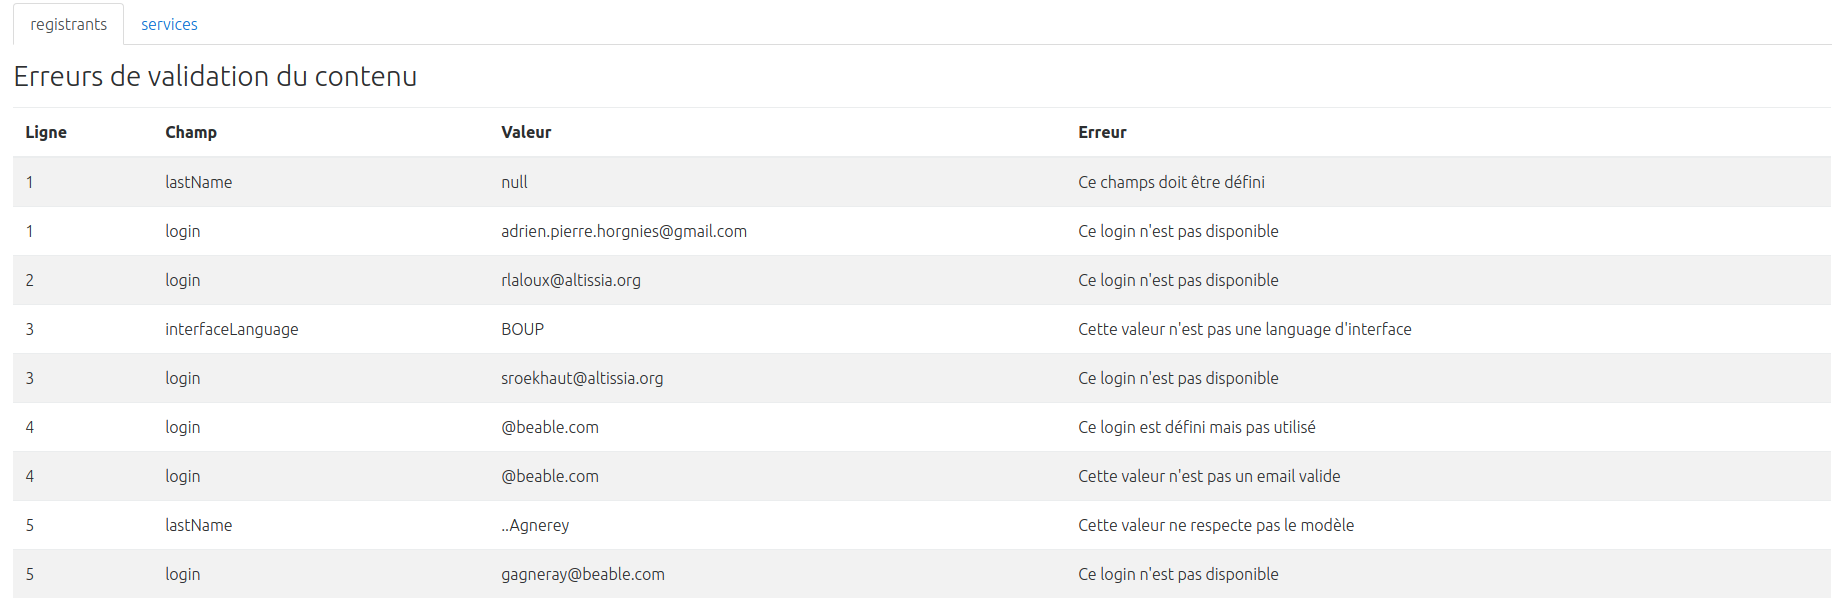 registrants services
Erreurs de validation du contenu
Ligne Champ Valeur Erreur
1 lastName null Ce champs doit être défini
1 login adrien.pierre.horgnies@gmail.com Ce login n'est pas disponible
2 login rlaloux@altissia.org Ce login n'est pas disponible
3 interfaceLanguage BOUP Cette valeur n'est pas une language d'interface
3 login sroekhaut@altissia.org Ce login n'est pas disponible
4 login @beable.com Ce login est défini mais pas utilisé
4 login @beable.com Cette valeur n'est pas un email valide
5 lastName ..Agnerey Cette valeur ne respecte pas le modèle
5 login gagneray@beable.com Ce login n'est pas disponible